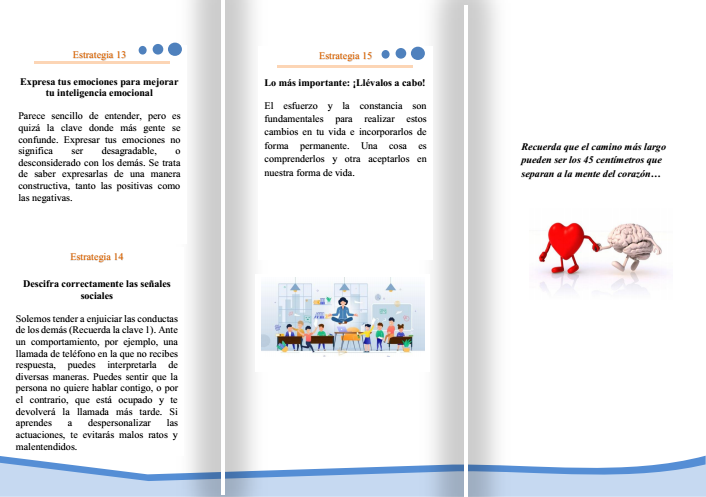 Estrategia 13
Expresa tus emociones para mejorar
tu inteligencia emocional
Parece sencillo de entender, pero es
quizá la clave donde más gente se
confunde. Expresar tus emociones no
significa ser desagradable, o
desconsiderado con los demás. Se trata
de saber expresarlas de una manera
constructiva, tanto las positivas como
las negativas.
Estrategia 14
Descifra correctamente las señales
sociales
Solemos tender a enjuiciar las conductas
de los demás (Recuerda la clave 1). Ante
un comportamiento, por ejemplo, una
llamada de teléfono en la que no recibes
respuesta, puedes interpretarla de
diversas maneras. Puedes sentir que la
persona no quiere hablar contigo, o por
el contrario, que está ocupado y te
devolverá la llamada más tarde. Si
aprendes a despersonalizar las
actuaciones, te evitarás malos ratos y
malentendidos.
Estrategia 15
Lo más importante: ¡Llévalos a cabo!
El esfuerzo y la constancia son
fundamentales para realizar estos
cambios en tu vida e incorporarlos de
forma permanente. Una cosa es
comprenderlos y otra aceptarlos en
nuestra forma de vida.
Recuerda que el camino más largo
pueden ser los 45 centímetros que
separan a la mente del corazón…